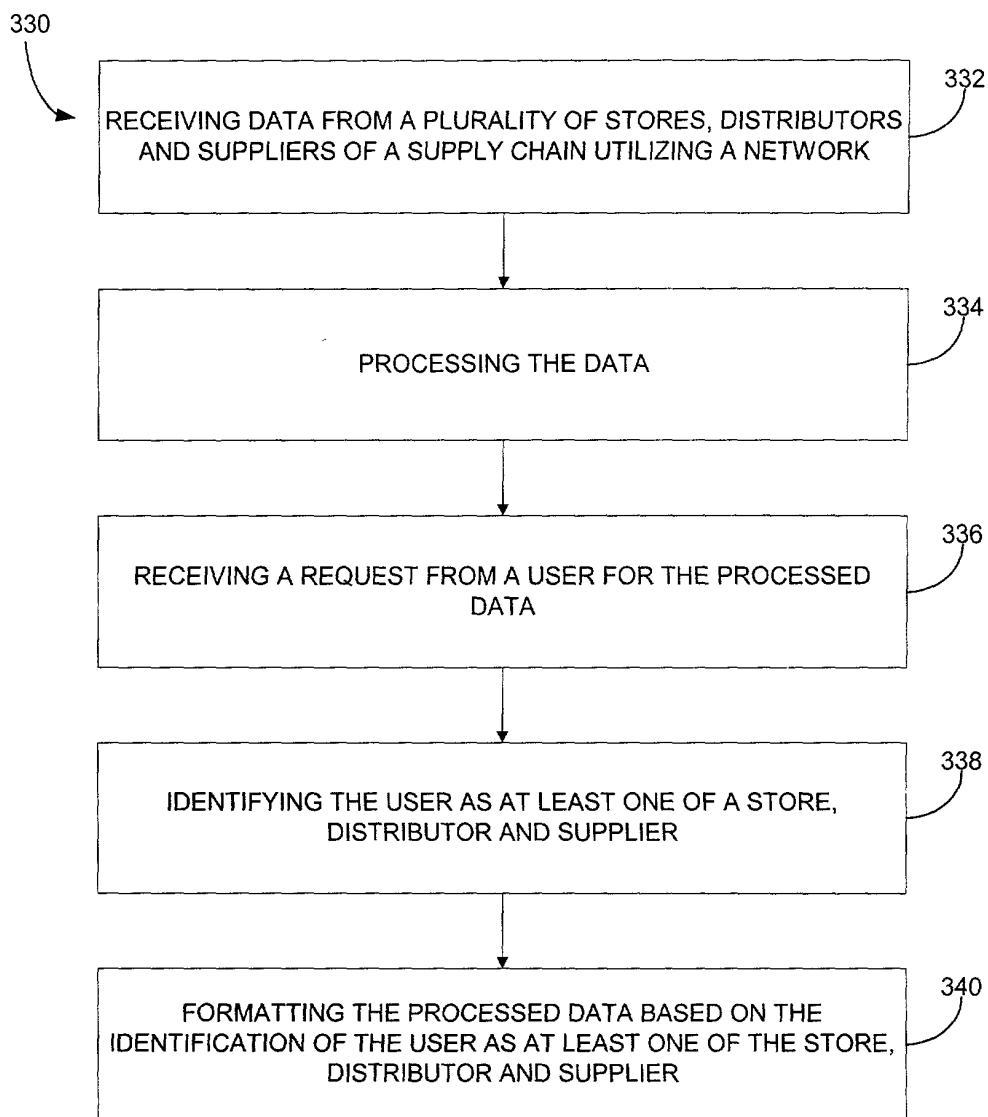 330
332
RECEIVING DATA FROM A PLURALITY OF STORES, DISTRIBUTORS
AND SUPPLIERS OF A SUPPLY CHAIN UTILIZING A NETWORK
334
PROCESSING THE DATA
336
RECEIVING A REQUEST FROM A USER FOR THE PROCESSED
DATA
338
IDENTIFYING THE USER AS AT LEAST ONE OF A STORE,
DISTRIBUTOR AND SUPPLIER
340
FORMATTING THE PROCESSED DATA BASED ON THE
IDENTIFICATION OF THE USER AS AT LEAST ONE OF THE STORE,
DISTRIBUTOR AND SUPPLIER